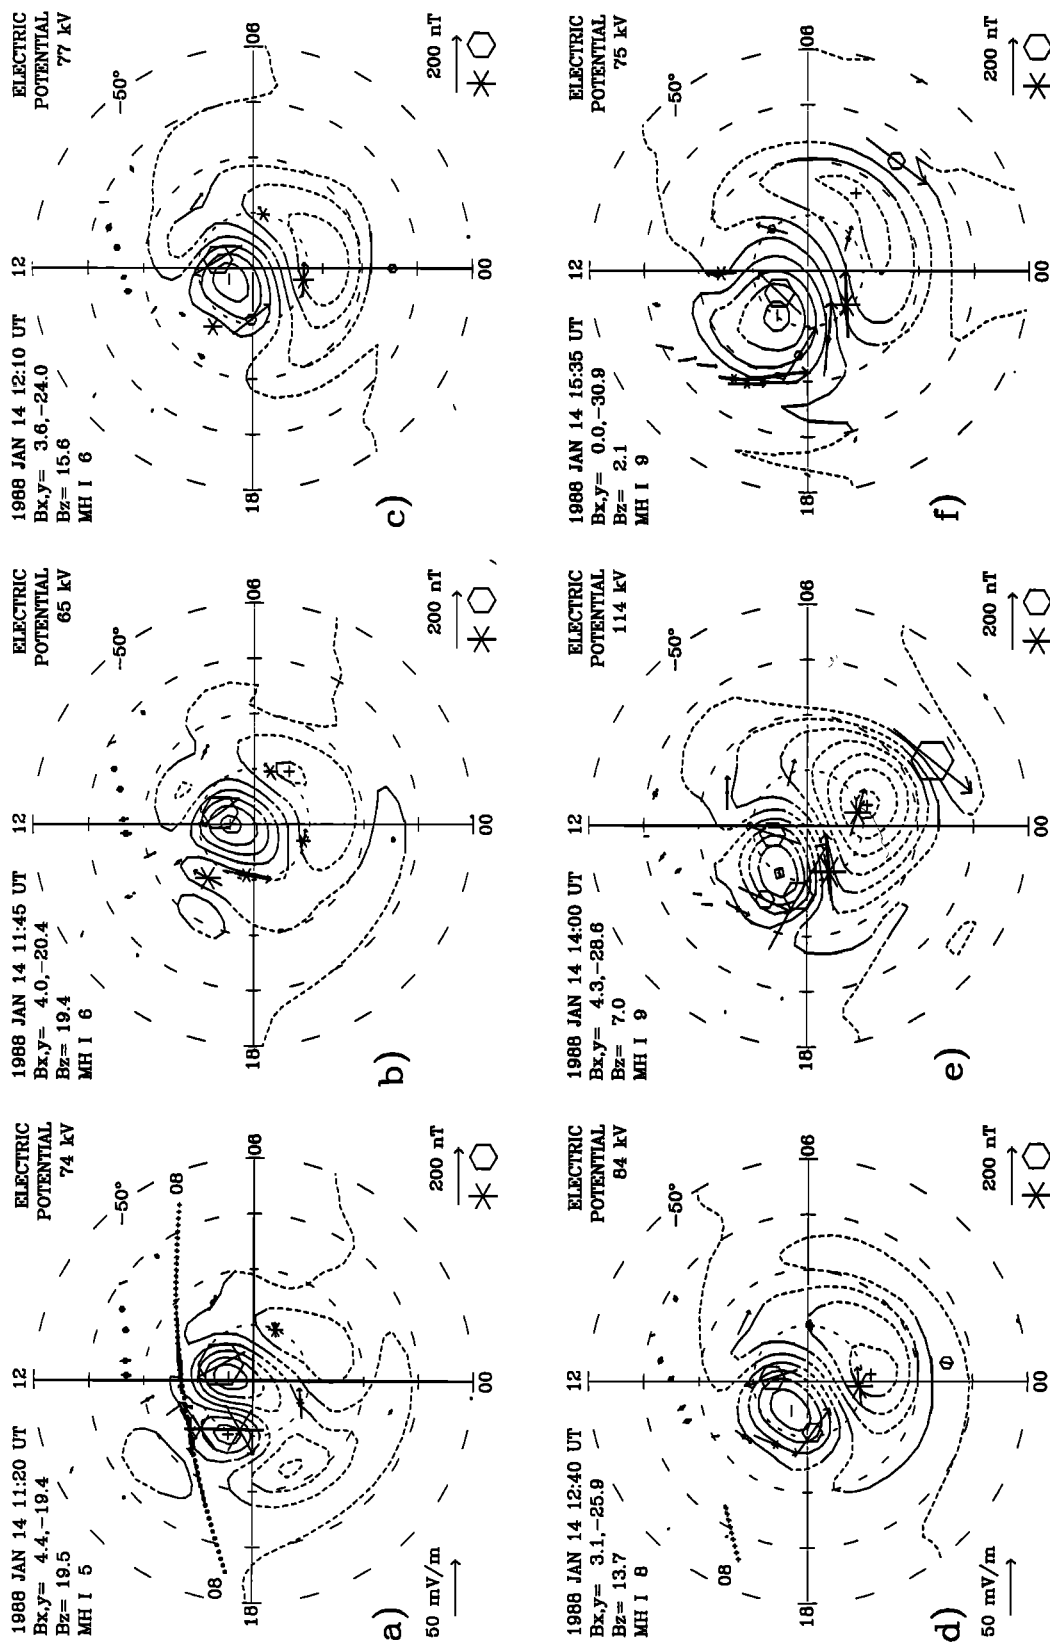 1988 JAN 14 11:20 UT
Bx,y= 4.4,-19.4
Bz= 19.5
MH I 5
ELECTRIC
POTENTIAL
74 kV
-50°
12
18
06
00
08
08
200 nT
50 mV/m
a)
1988 JAN 14 11:45 UT
Bx,y= 4.0,-20.4
Bz= 19.4
MH I 6
ELECTRIC
POTENTIAL
65 kV
-50°
12
18
06
00
200 nT
b)
1988 JAN 14 12:10 UT
Bx,y= 3.6,-24.0
Bz= 15.6
MH I 6
ELECTRIC
POTENTIAL
77 kV
-50°
12
18
06
00
200 nT
c)
1988 JAN 14 12:40 UT
Bx,y= 3.1,-25.9
Bz= 13.7
MH I 8
ELECTRIC
POTENTIAL
84 kV
-50°
12
18
06
00
08
200 nT
50 mV/m
d)
1988 JAN 14 14:00 UT
Bx,y= 4.3,-28.6
Bz= 7.0
MH I 9
ELECTRIC
POTENTIAL
114 kV
-50°
12
18
06
00
200 nT
e)
1988 JAN 14 15:35 UT
Bx,y= 0.0,-30.9
Bz= 2.1
MH I 9
ELECTRIC
POTENTIAL
75 kV
-50°
12
18
06
00
200 nT
f)